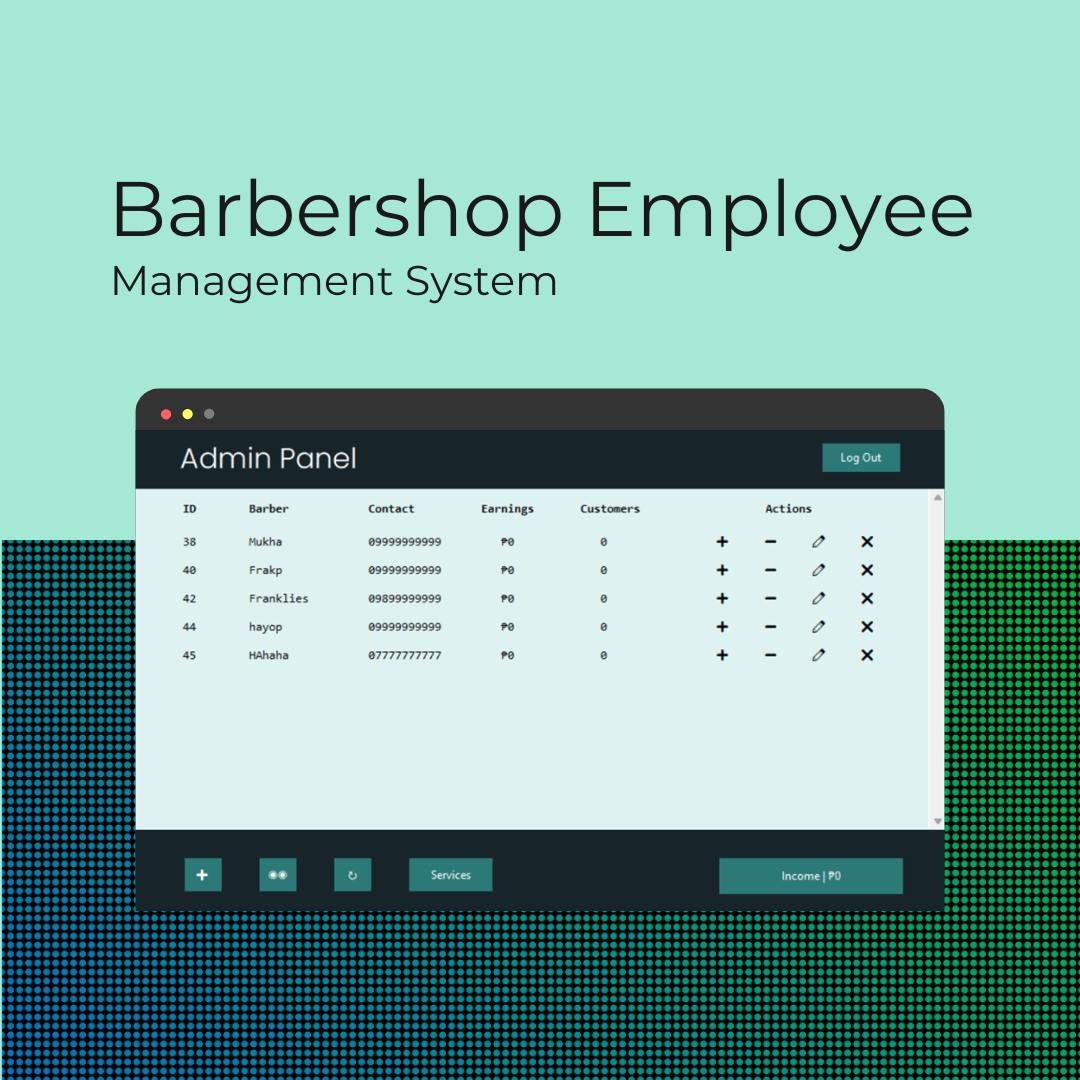 Barbershop Employee
Management System
Admin Panel
Log Out
ID Barber Contact Earnings Customers Actions
38 Mukha 09999999999 ₱0 0
40 Frakp 09999999999 ₱0 0
42 Franklies 09899999999 ₱0 0
44 hayop 09999999999 ₱0 0
45 HAhaha 07777777777 ₱0 0
Services
Income | ₱0